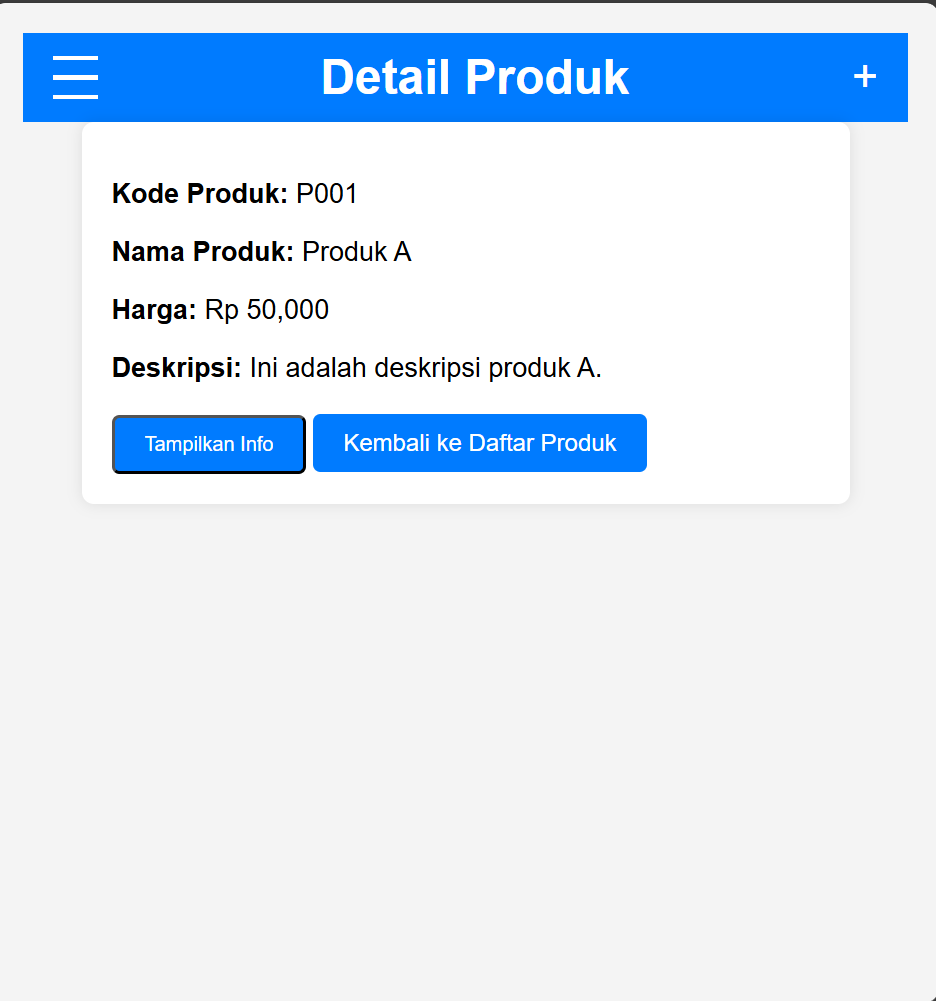 Detail Produk +
Kode Produk: P001
Nama Produk: Produk A
Harga: Rp 50,000
Deskripsi: Ini adalah deskripsi produk A.
Tampilkan Info Kembali ke Daftar Produk